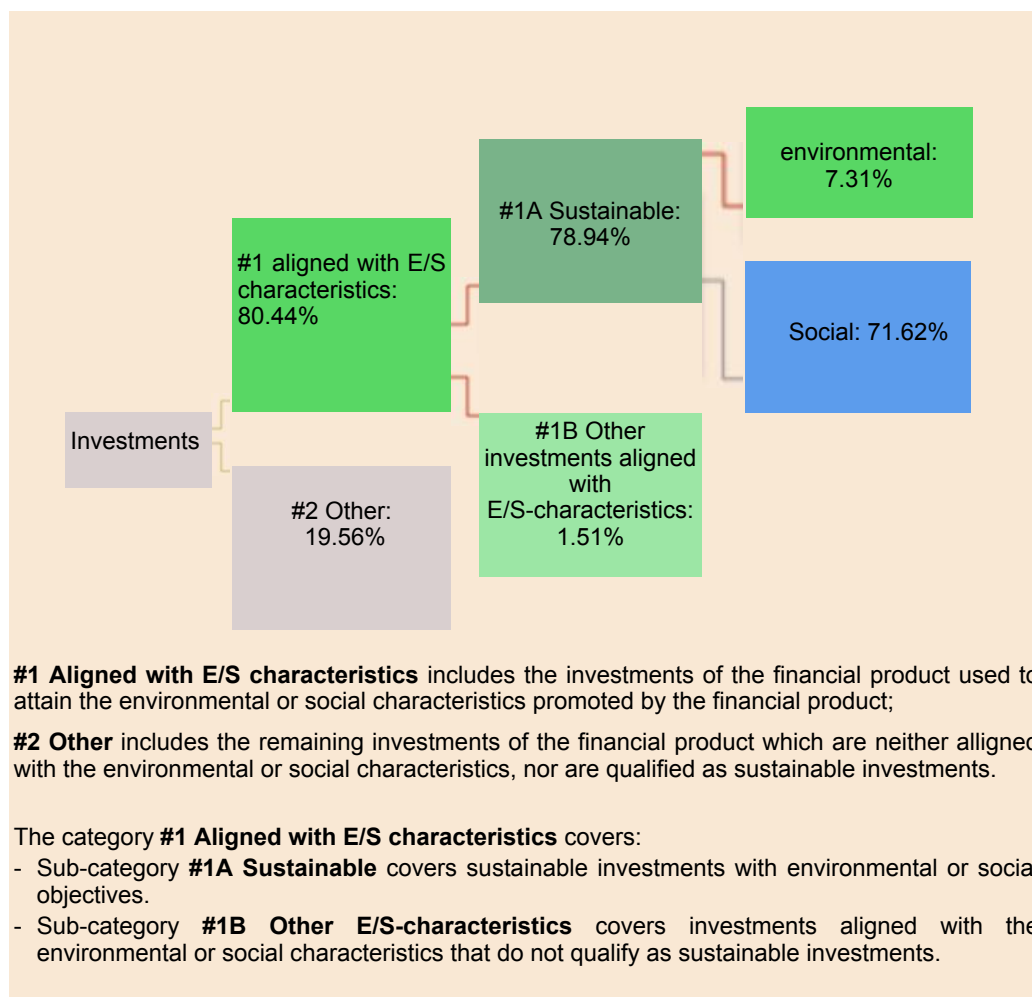 environmental:
7.31%
#1A Sustainable:
78.94%
#1 aligned with E/S
characteristics:
80.44%
Social: 71.62%
Investments
#1B Other
investments aligned
with
E/S-characteristics:
1.51%
#2 Other:
19.56%
#1 Aligned with E/S characteristics includes the investments of the financial product used to
attain the environmental or social characteristics promoted by the financial product;
#2 Other includes the remaining investments of the financial product which are neither alligned
with the environmental or social characteristics, nor are qualified as sustainable investments.
The category #1 Aligned with E/S characteristics covers:
- Sub-category #1A Sustainable covers sustainable investments with environmental or social
objectives.
- Sub-category #1B Other E/S-characteristics covers investments aligned with the
environmental or social characteristics that do not qualify as sustainable investments.